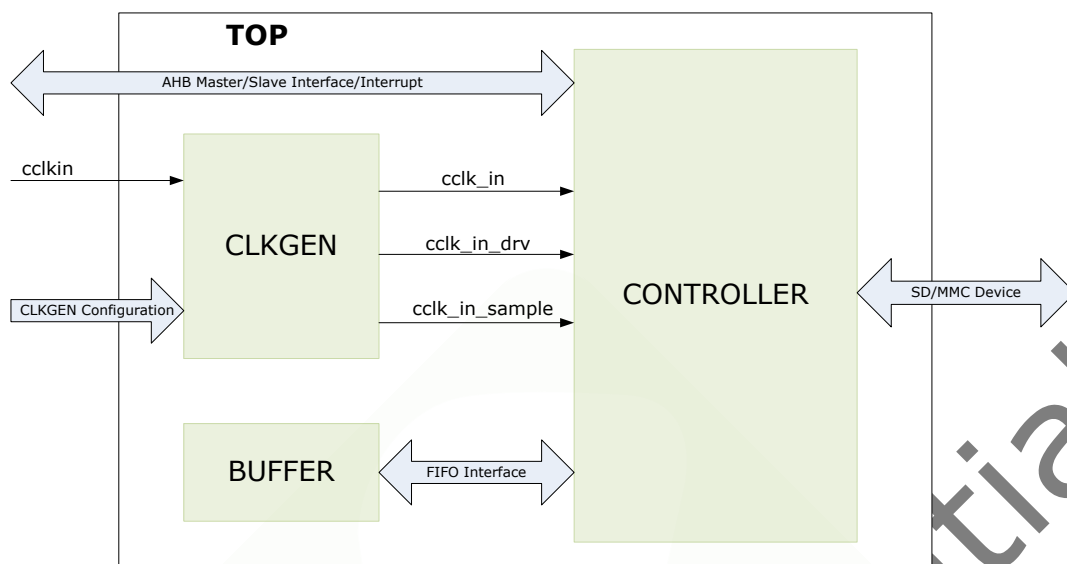 TOP
AHB Master/Slave Interface/Interrupt
cclkin
cclk_in
CLKGEN
cclk_in_drv
CONTROLLER
SD/MMC Device
CLKGEN Configuration
cclk_in_sample
BUFFER
FIFO Interface